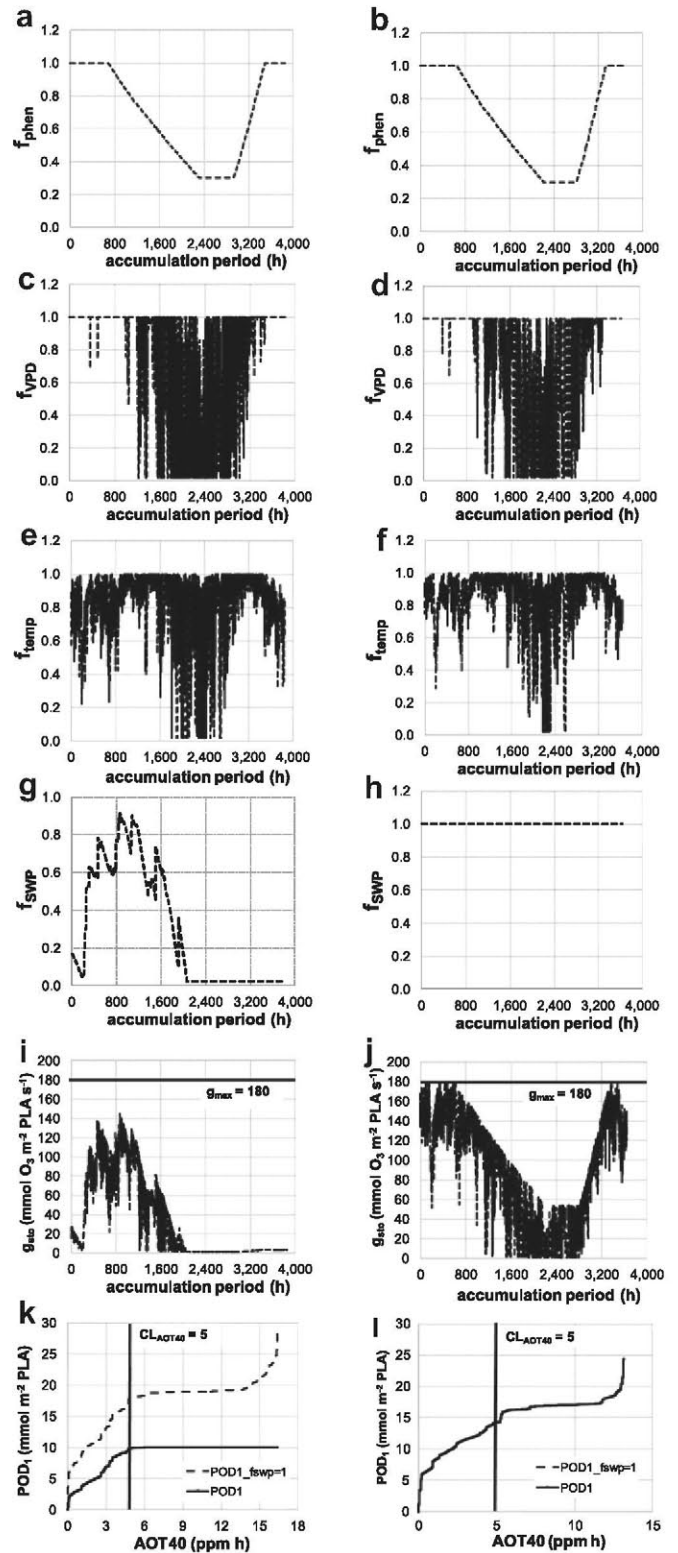 a
1.2
1.0
0.8
0.6
0.4
0.2
0.0
f_phen
0 800 1,600 2,400 3,200 4,000
accumulation period (h)
b
1.2
1.0
0.8
0.6
0.4
0.2
0.0
f_phen
0 800 1,600 2,400 3,200 4,000
accumulation period (h)
c
1.2
1.0
0.8
0.6
0.4
0.2
0.0
f_VPD
0 800 1,600 2,400 3,200 4,000
accumulation period (h)
d
1.2
1.0
0.8
0.6
0.4
0.2
0.0
f_VPD
0 800 1,600 2,400 3,200 4,000
accumulation period (h)
e
1.2
1.0
0.8
0.6
0.4
0.2
0.0
f_temp
0 800 1,600 2,400 3,200 4,000
accumulation period (h)
f
1.2
1.0
0.8
0.6
0.4
0.2
0.0
f_temp
0 800 1,600 2,400 3,200 4,000
accumulation period (h)
g
1.0
0.8
0.6
0.4
0.2
0.0
f_SWP
0 800 1,600 2,400 3,200 4,000
accumulation period (h)
h
1.2
1.0
0.8
0.6
0.4
0.2
0.0
f_SWP
0 800 1,600 2,400 3,200 4,000
accumulation period (h)
i
200
180
160
140
120
100
80
60
40
20
0
g_sto (mmol O₃ m⁻² PLA s⁻¹)
g_max = 180
0 800 1,600 2,400 3,200 4,000
accumulation period (h)
j
200
180
160
140
120
100
80
60
40
20
0
g_sto (mmol O₃ m⁻² PLA s⁻¹)
g_max = 180
0 800 1,600 2,400 3,200 4,000
accumulation period (h)
k
30
25
20
15
10
5
0
POD₁ (mmol m⁻² PLA)
CL_AOT40 = 5
POD1_fswp=1
POD1
0 3 6 9 12 15 18
AOT40 (ppm h)
l
30
25
20
15
10
5
0
POD₁ (mmol m⁻² PLA)
CL_AOT40 = 5
POD1_fswp=1
POD1
0 5 10 15
AOT40 (ppm h)